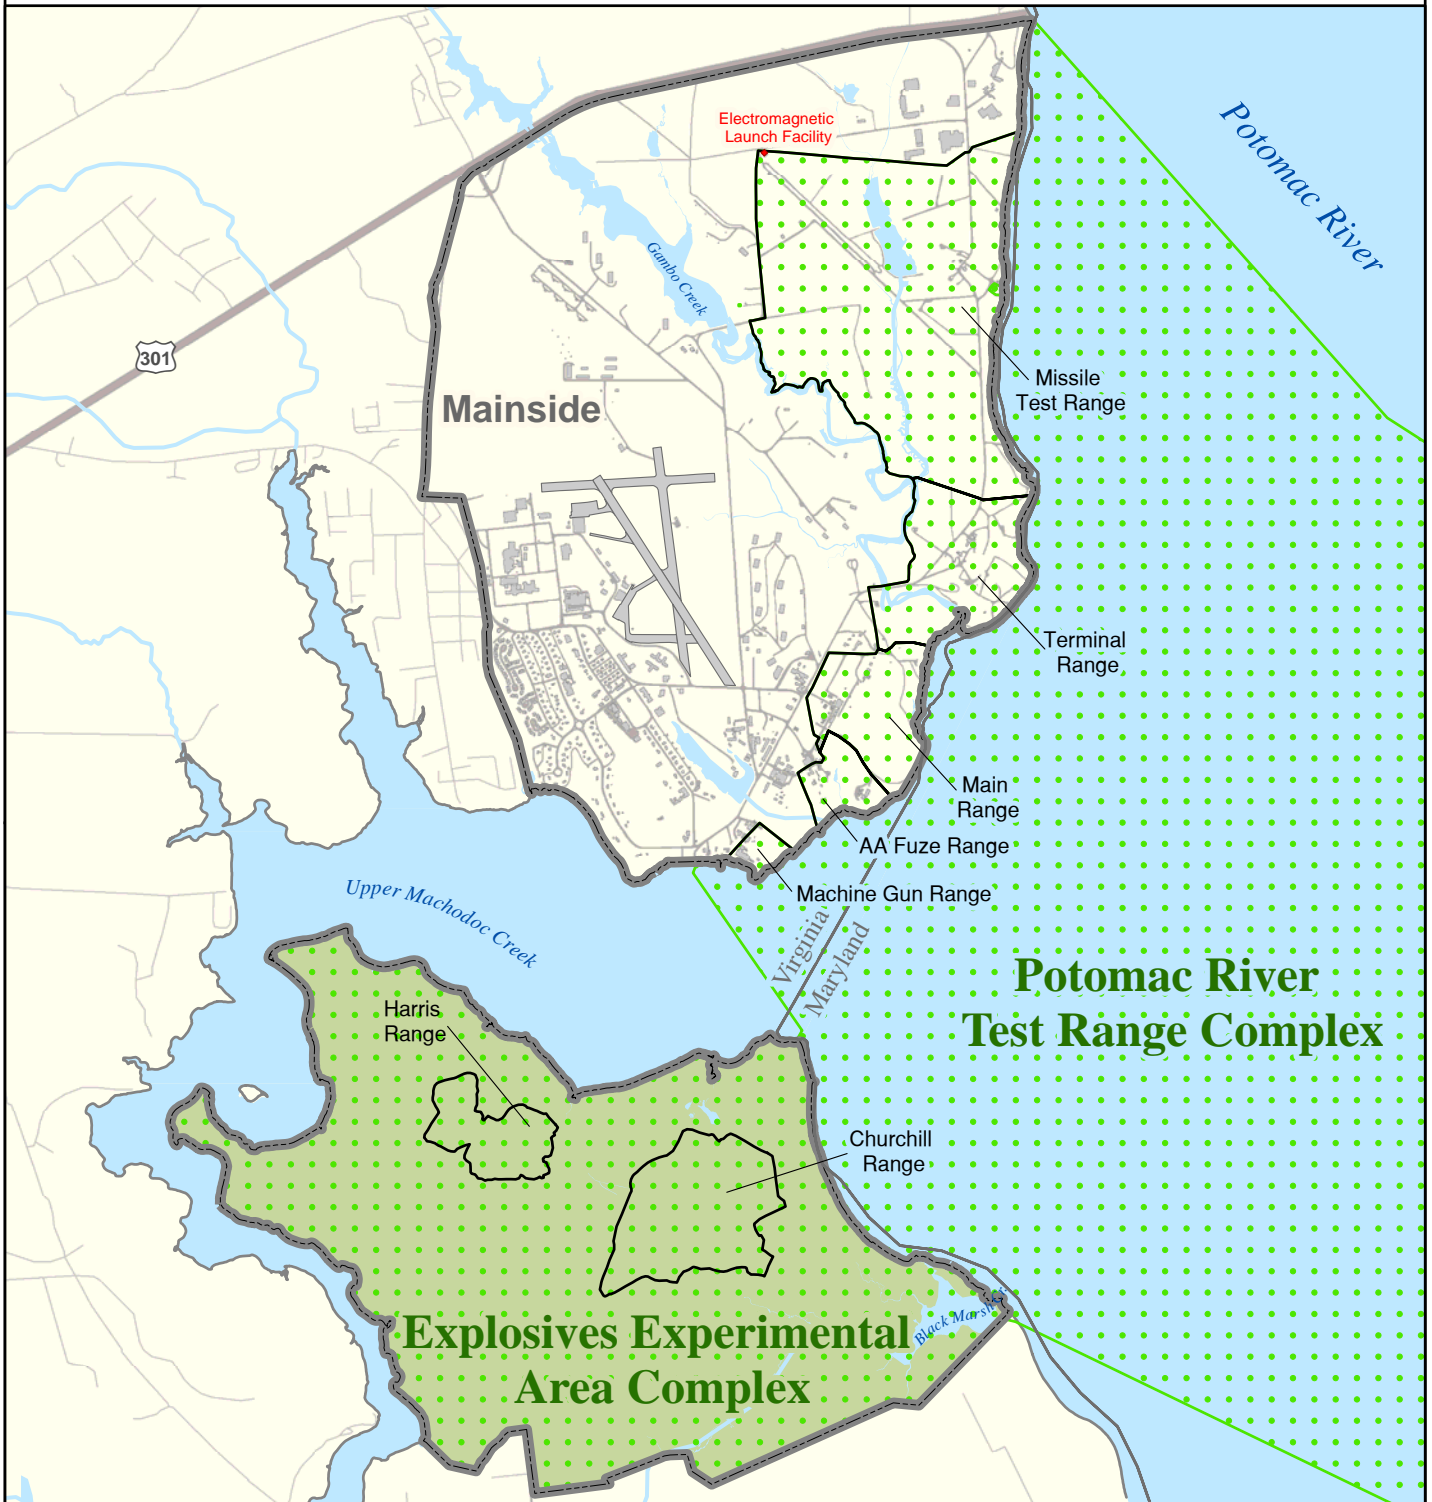 Electromagnetic
Launch Facility
Potomac River
Gambo Creek
301
Missile
Test Range
Mainside
Terminal
Range
Main
Range
AA Fuze Range
Machine Gun Range
Upper Machodoc Creek
Virginia
Maryland
Potomac River
Test Range Complex
Harris
Range
Churchill
Range
Black Marsh
Explosives Experimental
Area Complex